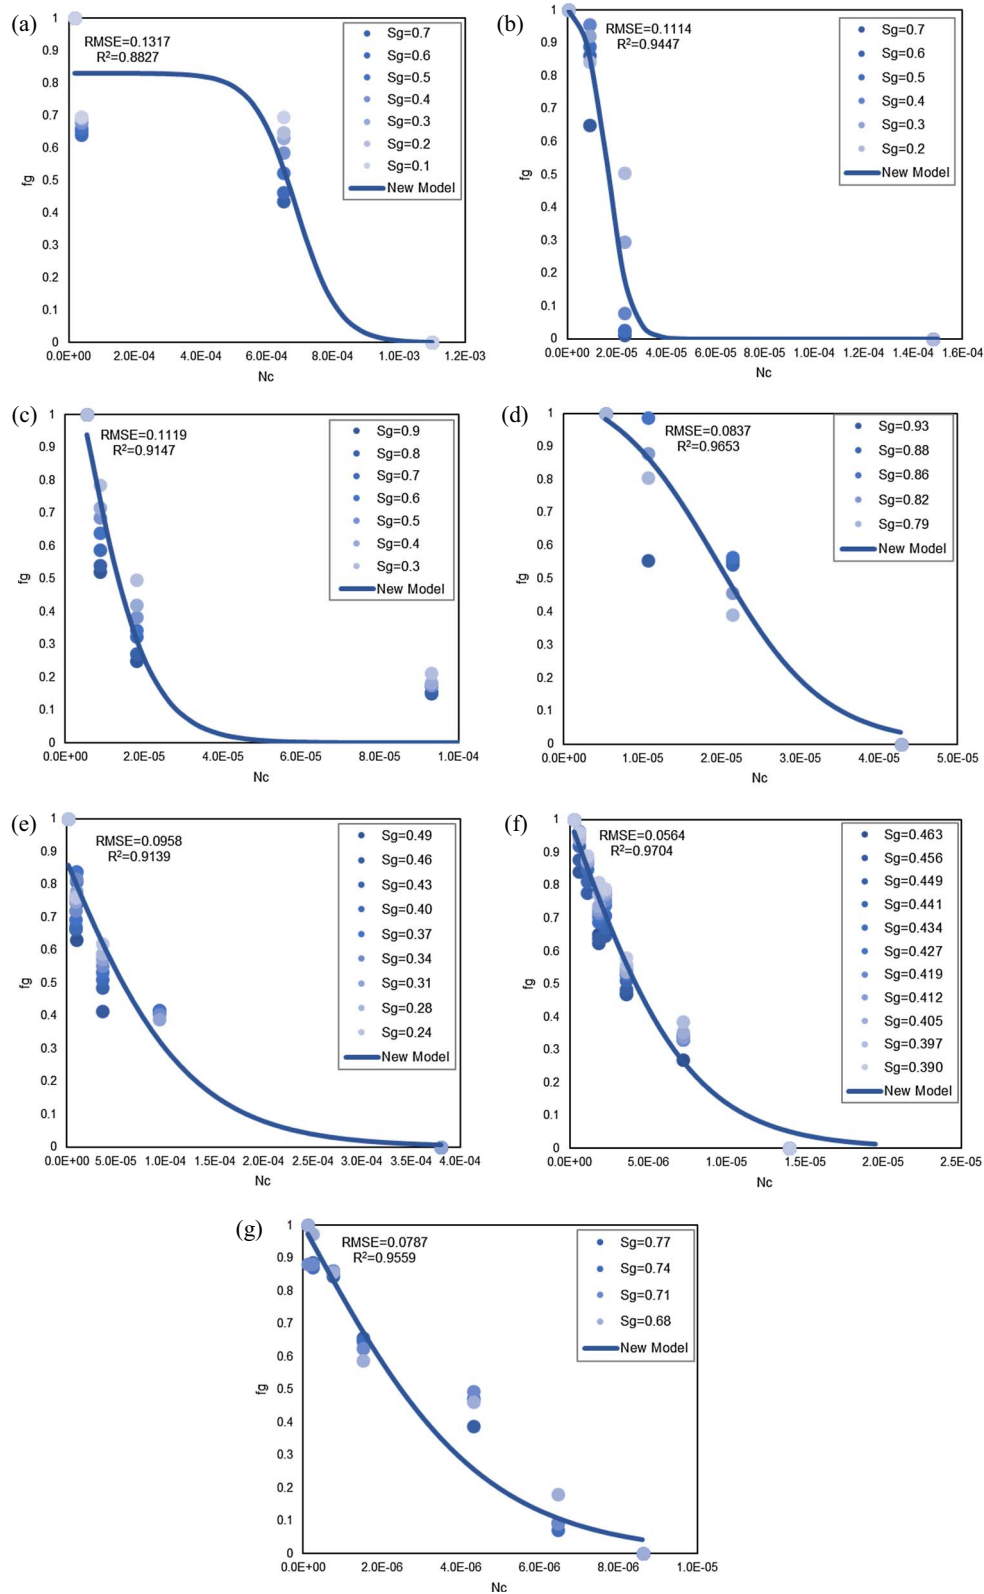 (a)
RMSE=0.1317
R²=0.8827
Sg=0.7
Sg=0.6
Sg=0.5
Sg=0.4
Sg=0.3
Sg=0.2
Sg=0.1
New Model
1
0.9
0.8
0.7
0.6
0.5
0.4
0.3
0.2
0.1
0
fg
0.0E+00 2.0E-04 4.0E-04 6.0E-04 8.0E-04 1.0E-03 1.2E-03
Nc
(b)
RMSE=0.1114
R²=0.9447
Sg=0.7
Sg=0.6
Sg=0.5
Sg=0.4
Sg=0.3
Sg=0.2
New Model
1
0.9
0.8
0.7
0.6
0.5
0.4
0.3
0.2
0.1
0
fg
0.0E+00 2.0E-05 4.0E-05 6.0E-05 8.0E-05 1.0E-04 1.2E-04 1.4E-04 1.6E-04
Nc
(c)
RMSE=0.1119
R²=0.9147
Sg=0.9
Sg=0.8
Sg=0.7
Sg=0.6
Sg=0.5
Sg=0.4
Sg=0.3
New Model
1
0.9
0.8
0.7
0.6
0.5
0.4
0.3
0.2
0.1
0
fg
0.0E+00 2.0E-05 4.0E-05 6.0E-05 8.0E-05 1.0E-04
Nc
(d)
RMSE=0.0837
R²=0.9653
Sg=0.93
Sg=0.88
Sg=0.86
Sg=0.82
Sg=0.79
New Model
1
0.9
0.8
0.7
0.6
0.5
0.4
0.3
0.2
0.1
0
fg
0.0E+00 1.0E-05 2.0E-05 3.0E-05 4.0E-05 5.0E-05
Nc
(e)
RMSE=0.0958
R²=0.9139
Sg=0.49
Sg=0.46
Sg=0.43
Sg=0.40
Sg=0.37
Sg=0.34
Sg=0.31
Sg=0.28
Sg=0.24
New Model
1
0.9
0.8
0.7
0.6
0.5
0.4
0.3
0.2
0.1
0
fg
0.0E+00 5.0E-05 1.0E-04 1.5E-04 2.0E-04 2.5E-04 3.0E-04 3.5E-04 4.0E-04
Nc
(f)
RMSE=0.0564
R²=0.9704
Sg=0.463
Sg=0.456
Sg=0.449
Sg=0.441
Sg=0.434
Sg=0.427
Sg=0.419
Sg=0.412
Sg=0.405
Sg=0.397
Sg=0.390
New Model
1
0.9
0.8
0.7
0.6
0.5
0.4
0.3
0.2
0.1
0
fg
0.0E+00 5.0E-06 1.0E-05 1.5E-05 2.0E-05 2.5E-05
Nc
(g)
RMSE=0.0787
R²=0.9559
Sg=0.77
Sg=0.74
Sg=0.71
Sg=0.68
New Model
1
0.9
0.8
0.7
0.6
0.5
0.4
0.3
0.2
0.1
0
fg
0.0E+00 2.0E-06 4.0E-06 6.0E-06 8.0E-06 1.0E-05
Nc